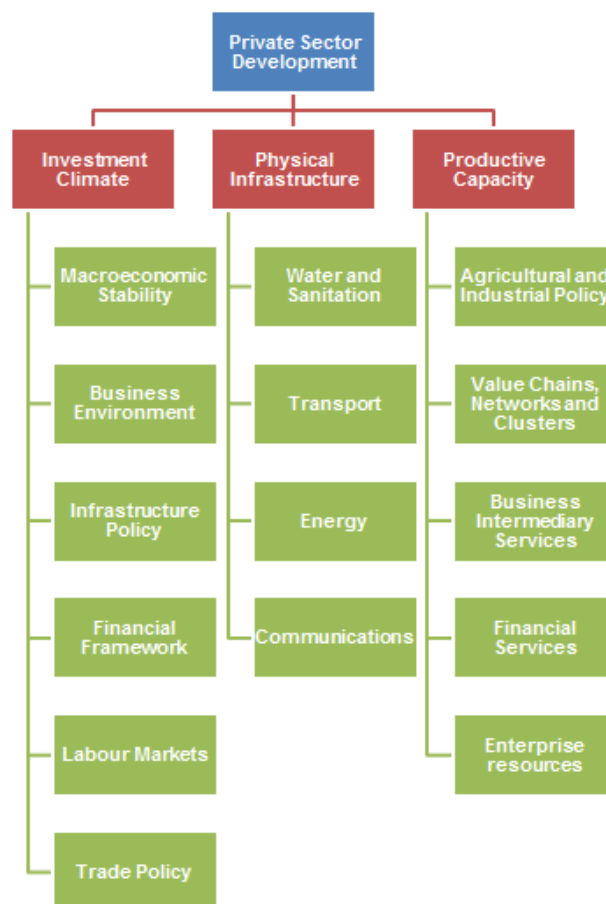 Private Sector
Development
Investment
Climate
Physical
Infrastructure
Productive
Capacity
Macroeconomic
Stability
Business
Environment
Infrastructure
Policy
Financial
Framework
Labour Markets
Trade Policy
Water and
Sanitation
Transport
Energy
Communications
Agricultural and
Industrial Policy
Value Chains,
Networks and
Clusters
Business
Intermediary
Services
Financial
Services
Enterprise
resources